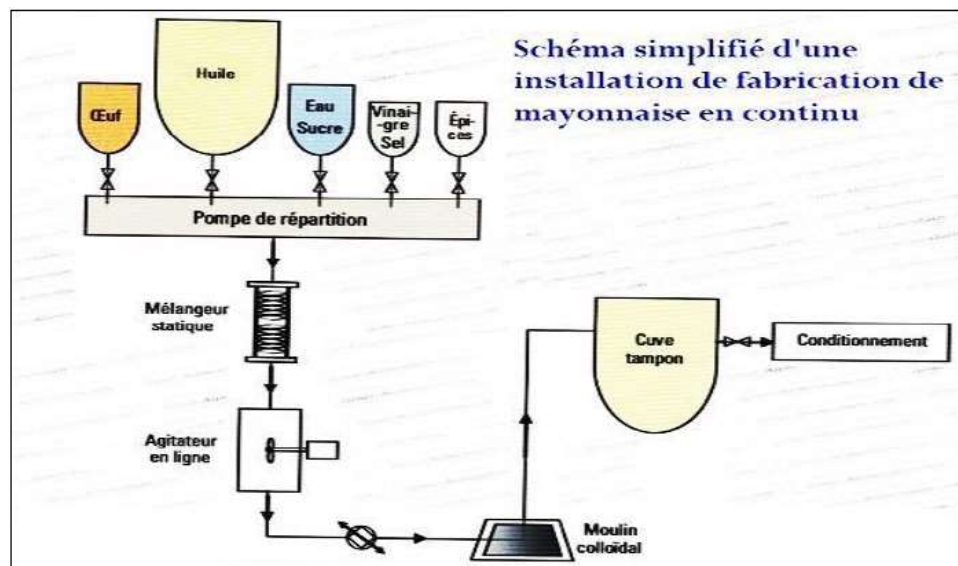 Schéma simplifié d'une
installation de fabrication de
mayonnaise en continu
Œuf
Huile
Eau
Sucre
Vinai-
-gre
Sel
Épi-
ces
Pompe de répartition
Mélangeur
statique
Agitateur
en ligne
Moulin
colloïdal
Cuve
tampon
Conditionnement